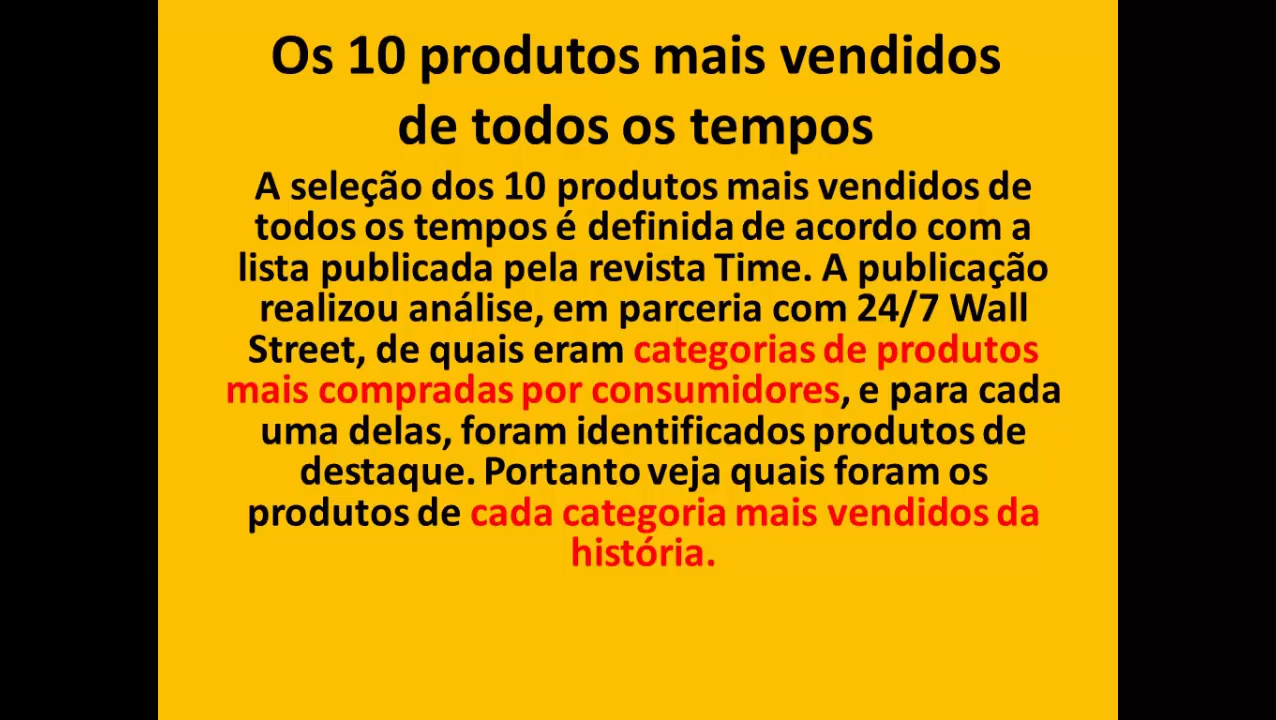 Os 10 produtos mais vendidos
de todos os tempos
A seleção dos 10 produtos mais vendidos de
todos os tempos é definida de acordo com a
lista publicada pela revista Time. A publicação
realizou análise, em parceria com 24/7 Wall
Street, de quais eram categorias de produtos
mais compradas por consumidores, e para cada
uma delas, foram identificados produtos de
destaque. Portanto veja quais foram os
produtos de cada categoria mais vendidos da
história.